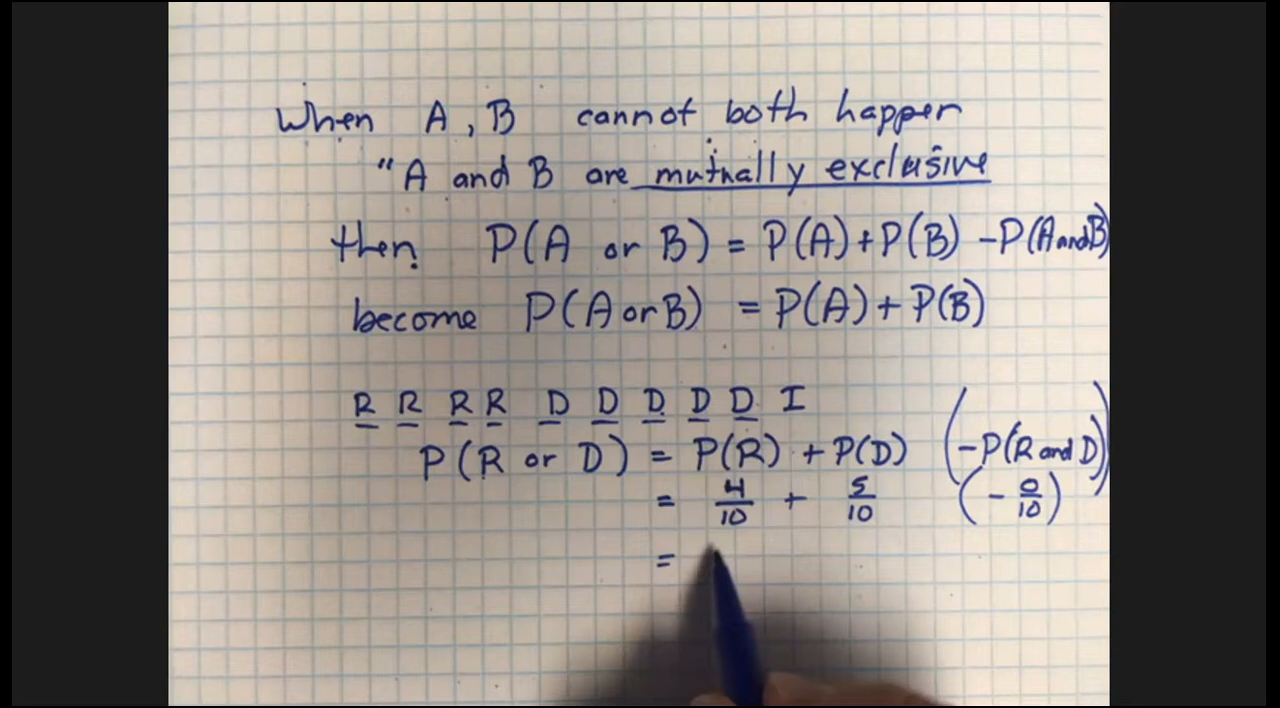 When A, B cannot both happen
"A and B are mutually exclusive
then P(A or B) = P(A) + P(B) - P(A and B)
become P(A or B) = P(A) + P(B)
R R R R D D D D D I
P(R or D) = P(R) + P(D) (-P(R and D))
= 4/10 + 5/10 (- 0/10)
=